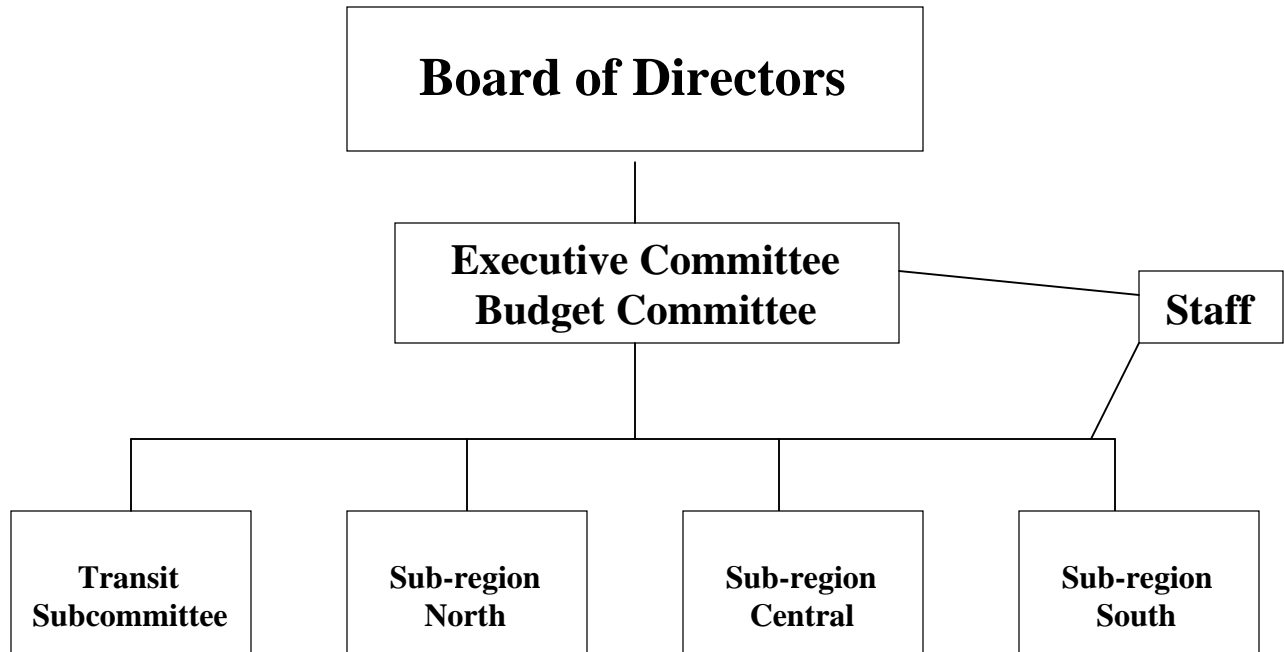 Board of Directors
Executive Committee
Budget Committee
Staff
Transit
Subcommittee
Sub-region
North
Sub-region
Central
Sub-region
South